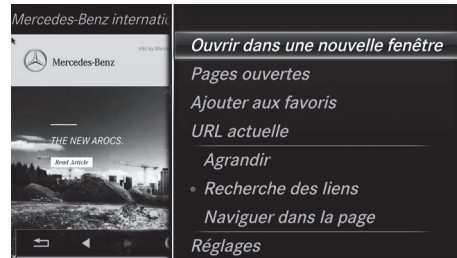 Mercedes-Benz internatio
Mercedes-Benz
THE NEW AROCS.
Read Article
Ouvrir dans une nouvelle fenêtre
Pages ouvertes
Ajouter aux favoris
URL actuelle
Agrandir
Recherche des liens
Naviguer dans la page
Réglages